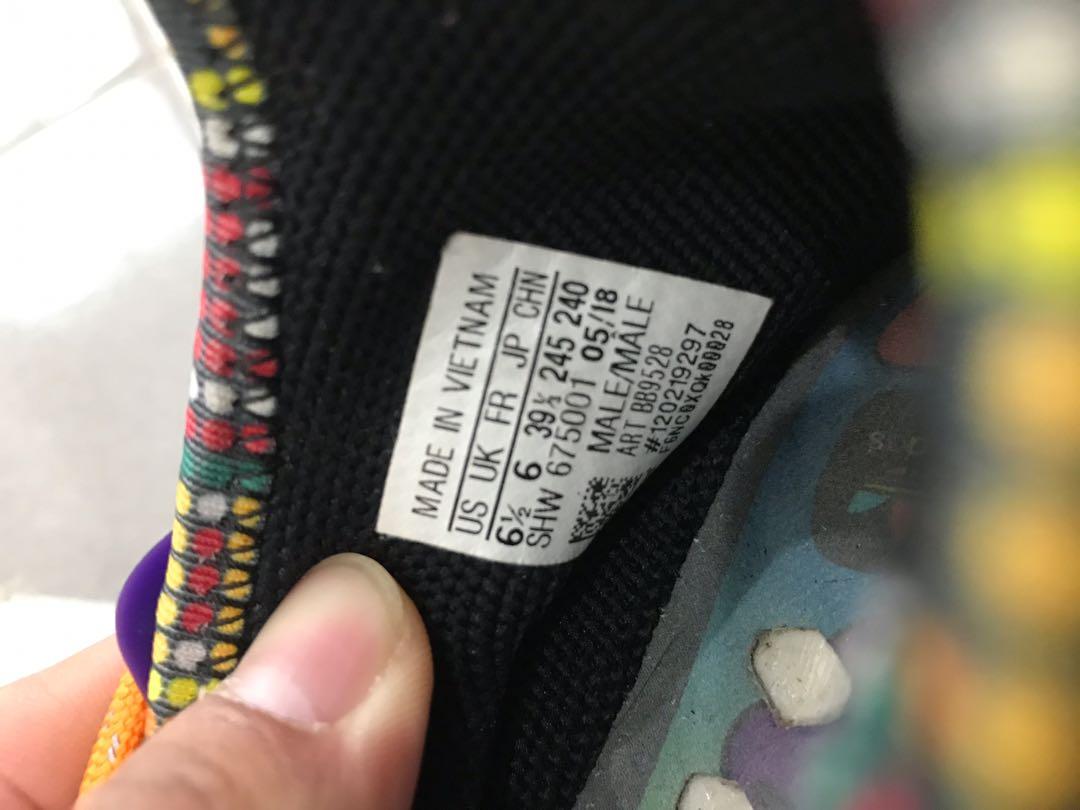 MADE IN VIETNAM
US UK FR JP CHN
6½ 6 39⅓ 245 240
SHW 675001 05/18
MALE/MÂLE
ART BB9528
#120219297